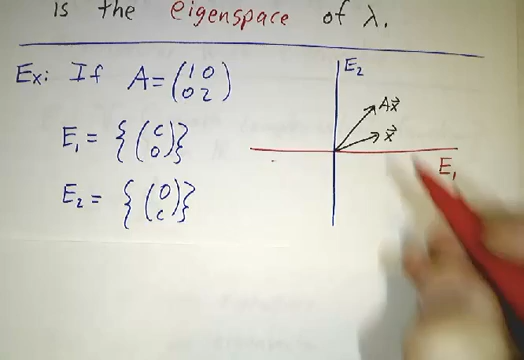 is the eigenspace of λ.
Ex: If A = (1 0
0 2)
E₁ = { (c
0) }
E₂ = { (0
c) }
E₂
Ax⃗
x⃗
E₁